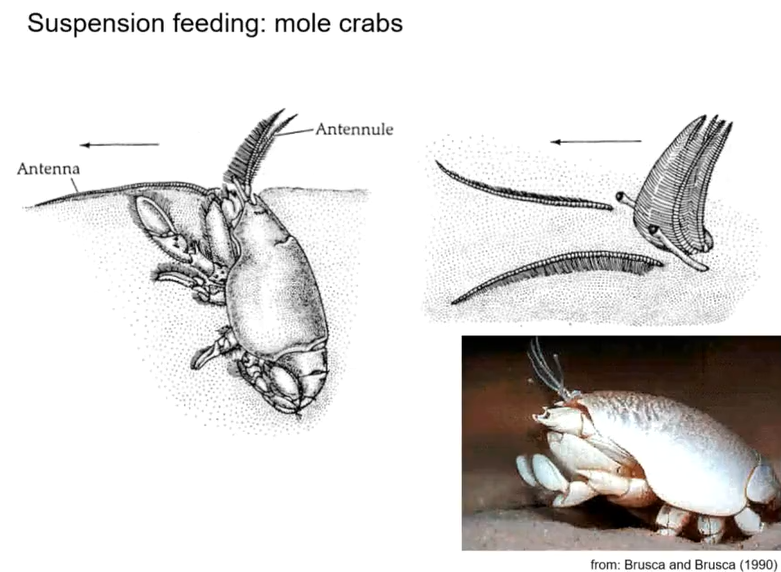 Suspension feeding: mole crabs
Antennule
Antenna
from: Brusca and Brusca (1990)